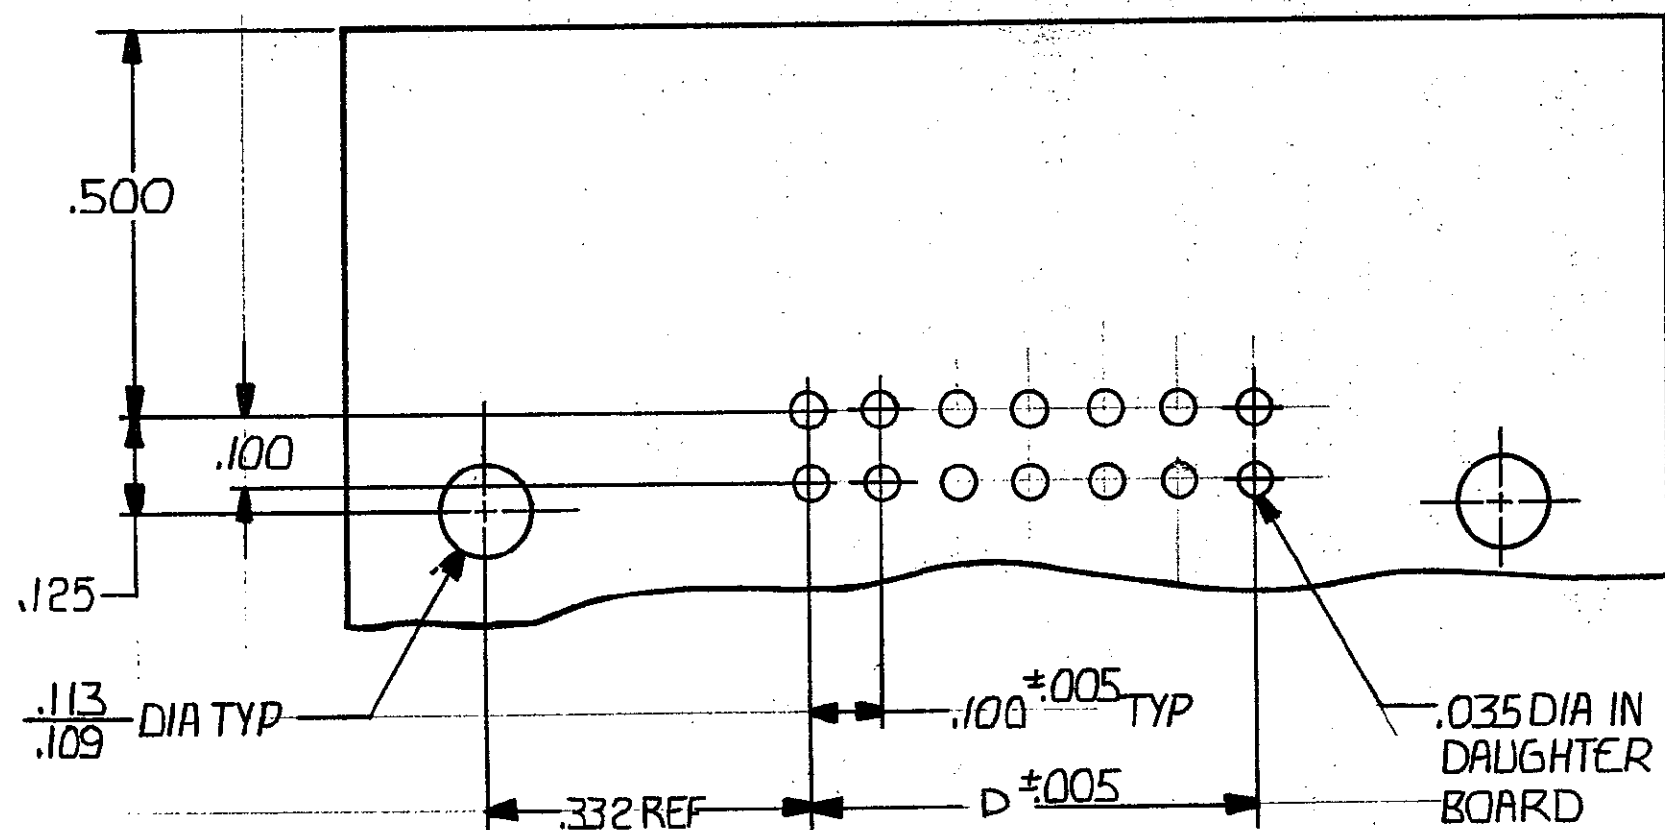 .500
.100
.125
.113
.109 DIA TYP
.100 ±.005 TYP
.035 DIA IN
DAUGHTER
BOARD
.332 REF
D ±.005